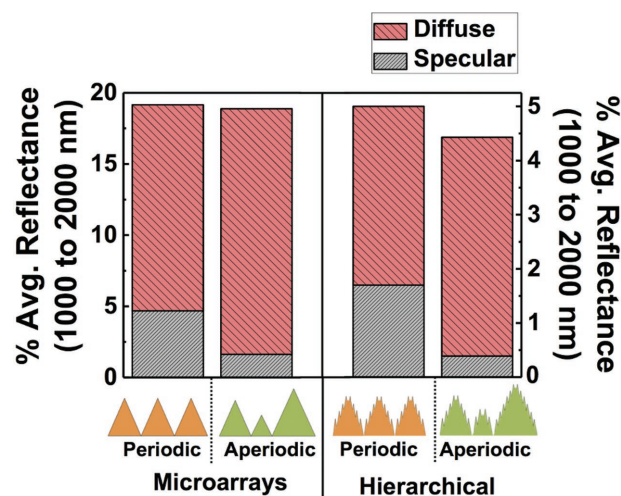 Diffuse
Specular
% Avg. Reflectance
(1000 to 2000 nm)
20
15
10
5
0
5
4
3
2
1
0
% Avg. Reflectance
(1000 to 2000 nm)
Periodic Aperiodic Periodic Aperiodic
Microarrays Hierarchical